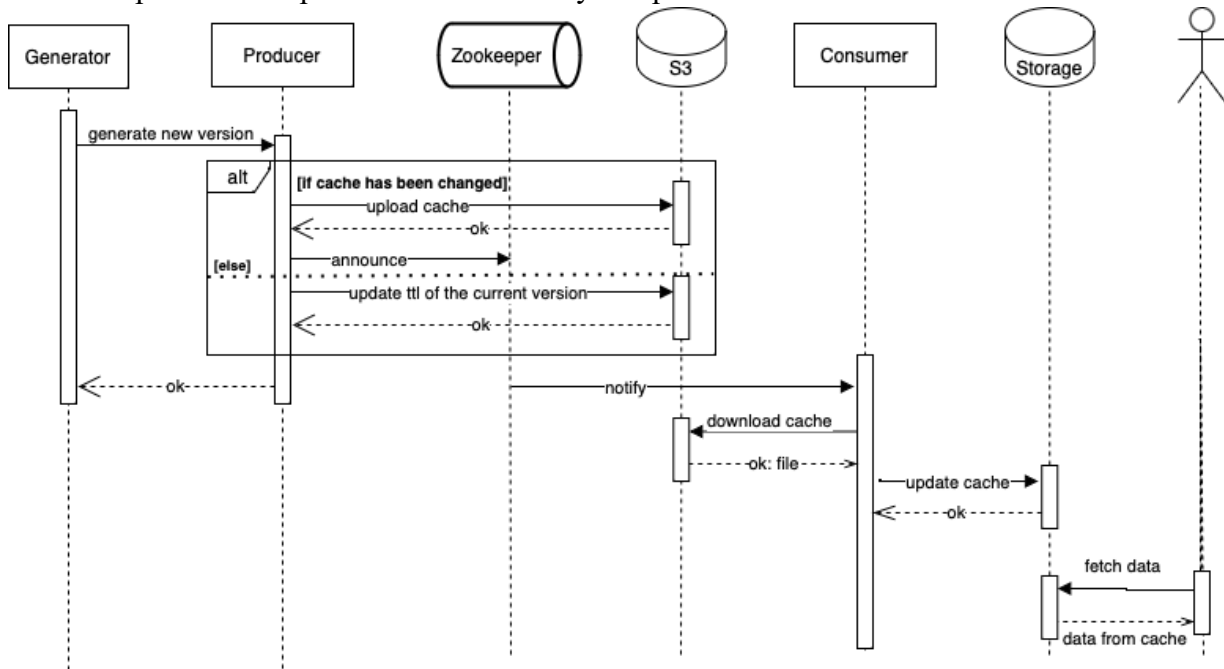 Generator
Producer
Zookeeper
S3
Consumer
Storage
generate new version
alt
[if cache has been changed]
upload cache
ok
announce
[else]
update ttl of the current version
ok
ok
notify
download cache
ok: file
update cache
ok
fetch data
data from cache